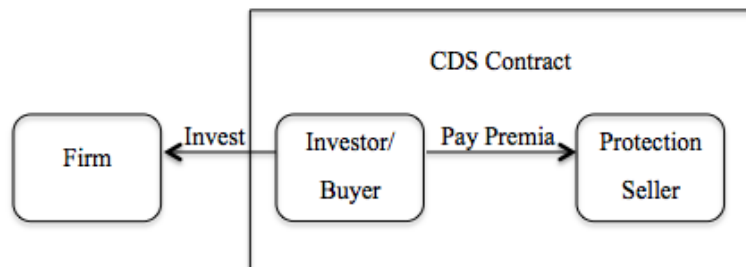 CDS Contract
Firm
Invest
Investor/
Buyer
Pay Premia
Protection
Seller